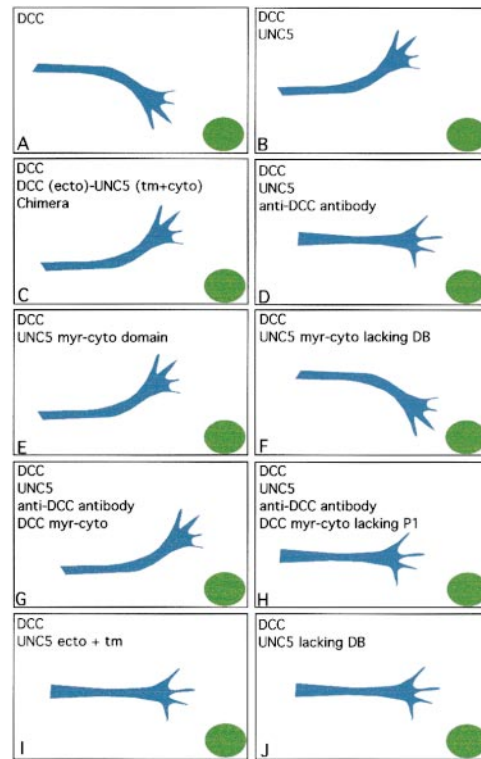 DCC
A
DCC
UNC5
B
DCC
DCC (ecto)-UNC5 (tm+cyto)
Chimera
C
DCC
UNC5
anti-DCC antibody
D
DCC
UNC5 myr-cyto domain
E
DCC
UNC5 myr-cyto lacking DB
F
DCC
UNC5
anti-DCC antibody
DCC myr-cyto
G
DCC
UNC5
anti-DCC antibody
DCC myr-cyto lacking P1
H
DCC
UNC5 ecto + tm
I
DCC
UNC5 lacking DB
J